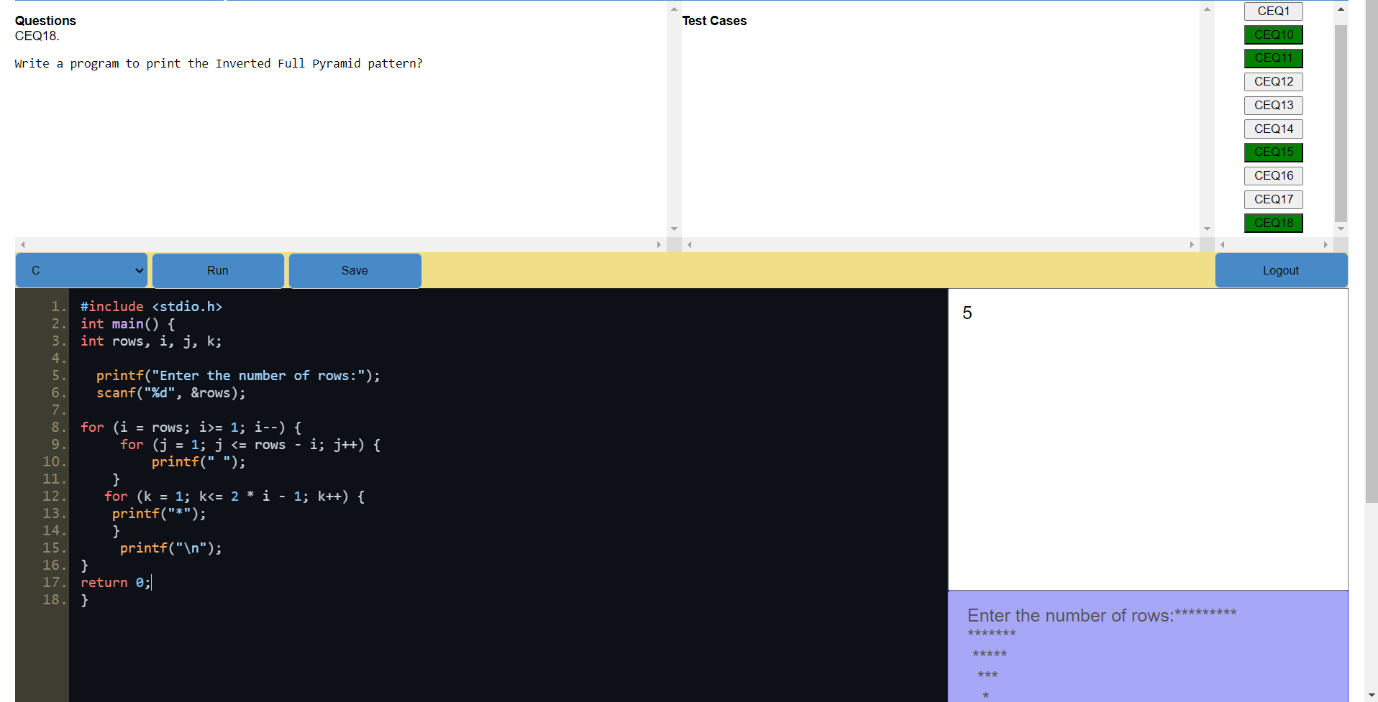 Questions
CEQ18.
Write a program to print the Inverted Full Pyramid pattern?
Test Cases
CEQ1
CEQ10
CEQ11
CEQ12
CEQ13
CEQ14
CEQ15
CEQ16
CEQ17
CEQ18
C
Run
Save
Logout
1. #include <stdio.h>
2. int main() {
3. int rows, i, j, k;
4.
5.   printf("Enter the number of rows:");
6.   scanf("%d", &rows);
7.
8. for (i = rows; i>= 1; i--) {
9.      for (j = 1; j <= rows - i; j++) {
10.          printf(" ");
11.     }
12.    for (k = 1; k<= 2 * i - 1; k++) {
13.     printf("*");
14.     }
15.      printf("\n");
16. }
17. return 0;
18. }
5
Enter the number of rows:*********
*******
 *****
  ***
   *